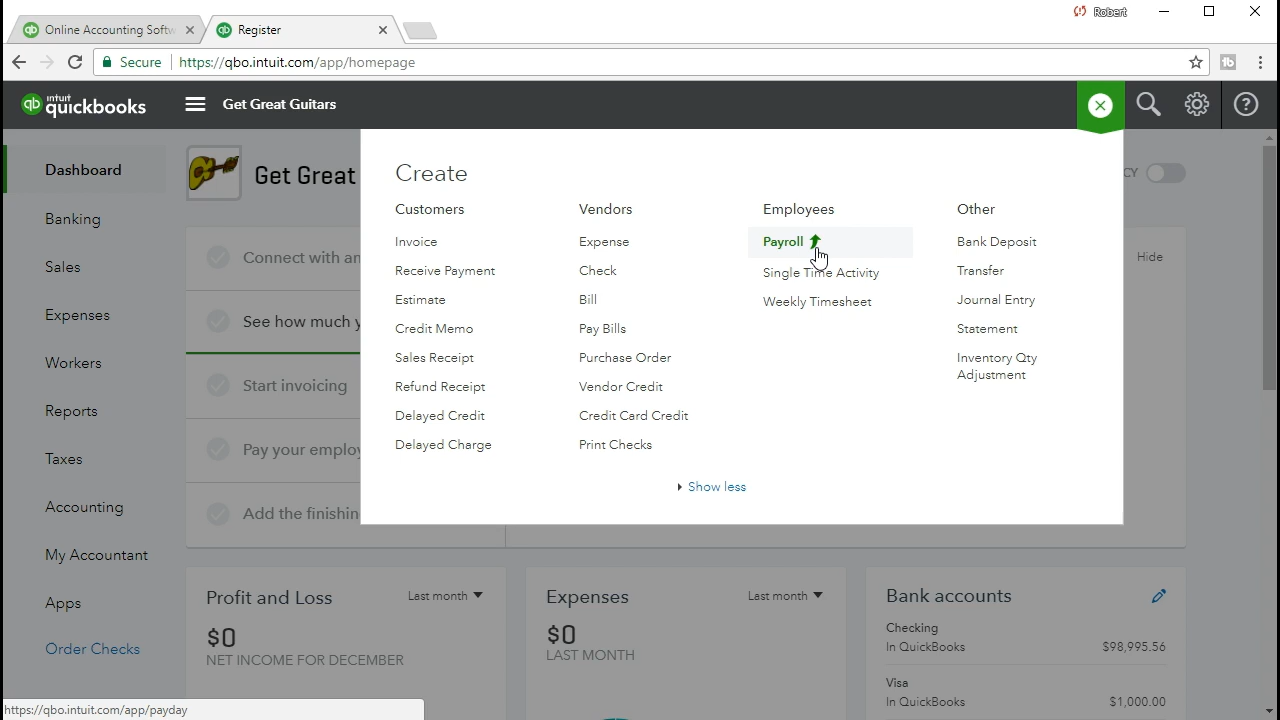 Robert
Online Accounting Softw
Register
Secure
https://qbo.intuit.com/app/homepage
intuit
quickbooks
Get Great Guitars
Dashboard
Banking
Sales
Expenses
Workers
Reports
Taxes
Accounting
My Accountant
Apps
Order Checks
Get Great
CY
Connect with an
See how much y
Start invoicing
Pay your emplo
Add the finishin
Hide
Create
Customers
Invoice
Receive Payment
Estimate
Credit Memo
Sales Receipt
Refund Receipt
Delayed Credit
Delayed Charge
Vendors
Expense
Check
Bill
Pay Bills
Purchase Order
Vendor Credit
Credit Card Credit
Print Checks
Employees
Payroll
Single Time Activity
Weekly Timesheet
Other
Bank Deposit
Transfer
Journal Entry
Statement
Inventory Qty
Adjustment
Show less
Profit and Loss
Last month
$0
NET INCOME FOR DECEMBER
Expenses
Last month
$0
LAST MONTH
Bank accounts
Checking
In QuickBooks $98,995.56
Visa
In QuickBooks $1,000.00
https://qbo.intuit.com/app/payday